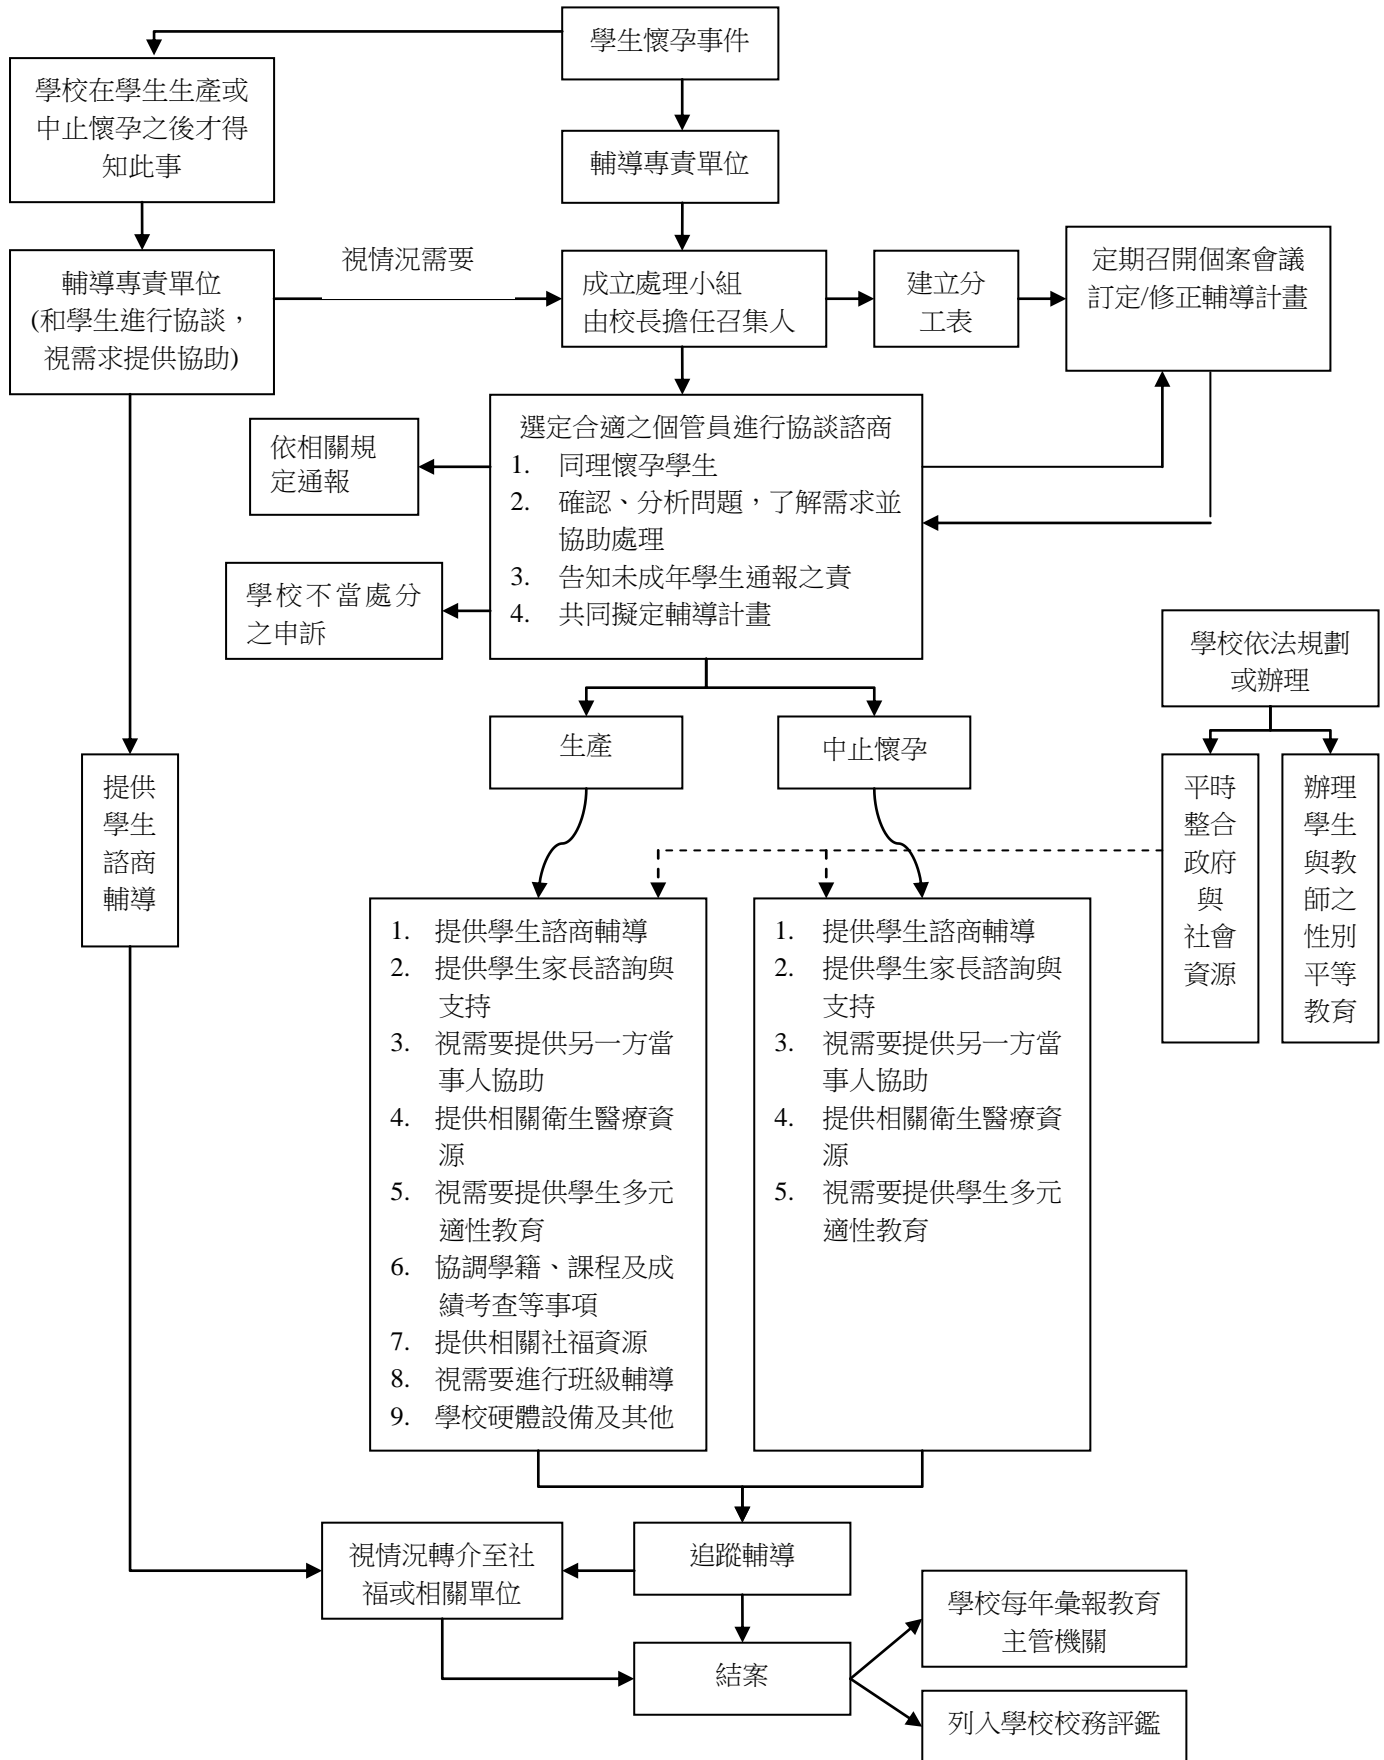 學生懷孕事件
學校在學生生產或
中止懷孕之後才得
知此事
輔導專責單位
輔導專責單位
(和學生進行協談，
視需求提供協助)
視情況需要
成立處理小組
由校長擔任召集人
建立分
工表
定期召開個案會議
訂定/修正輔導計畫
依相關規
定通報
選定合適之個管員進行協談諮商
1. 同理懷孕學生
2. 確認、分析問題，了解需求並
協助處理
3. 告知未成年學生通報之責
4. 共同擬定輔導計畫
學校不當處分
之申訴
學校依法規劃
或辦理
生產
中止懷孕
提供
學生
諮商
輔導
平時
整合
政府
與
社會
資源
辦理
學生
與教
師之
性別
平等
教育
1. 提供學生諮商輔導
2. 提供學生家長諮詢與
支持
3. 視需要提供另一方當
事人協助
4. 提供相關衛生醫療資
源
5. 視需要提供學生多元
適性教育
6. 協調學籍、課程及成
績考查等事項
7. 提供相關社福資源
8. 視需要進行班級輔導
9. 學校硬體設備及其他
1. 提供學生諮商輔導
2. 提供學生家長諮詢與
支持
3. 視需要提供另一方當
事人協助
4. 提供相關衛生醫療資
源
5. 視需要提供學生多元
適性教育
視情況轉介至社
福或相關單位
追蹤輔導
結案
學校每年彙報教育
主管機關
列入學校校務評鑑